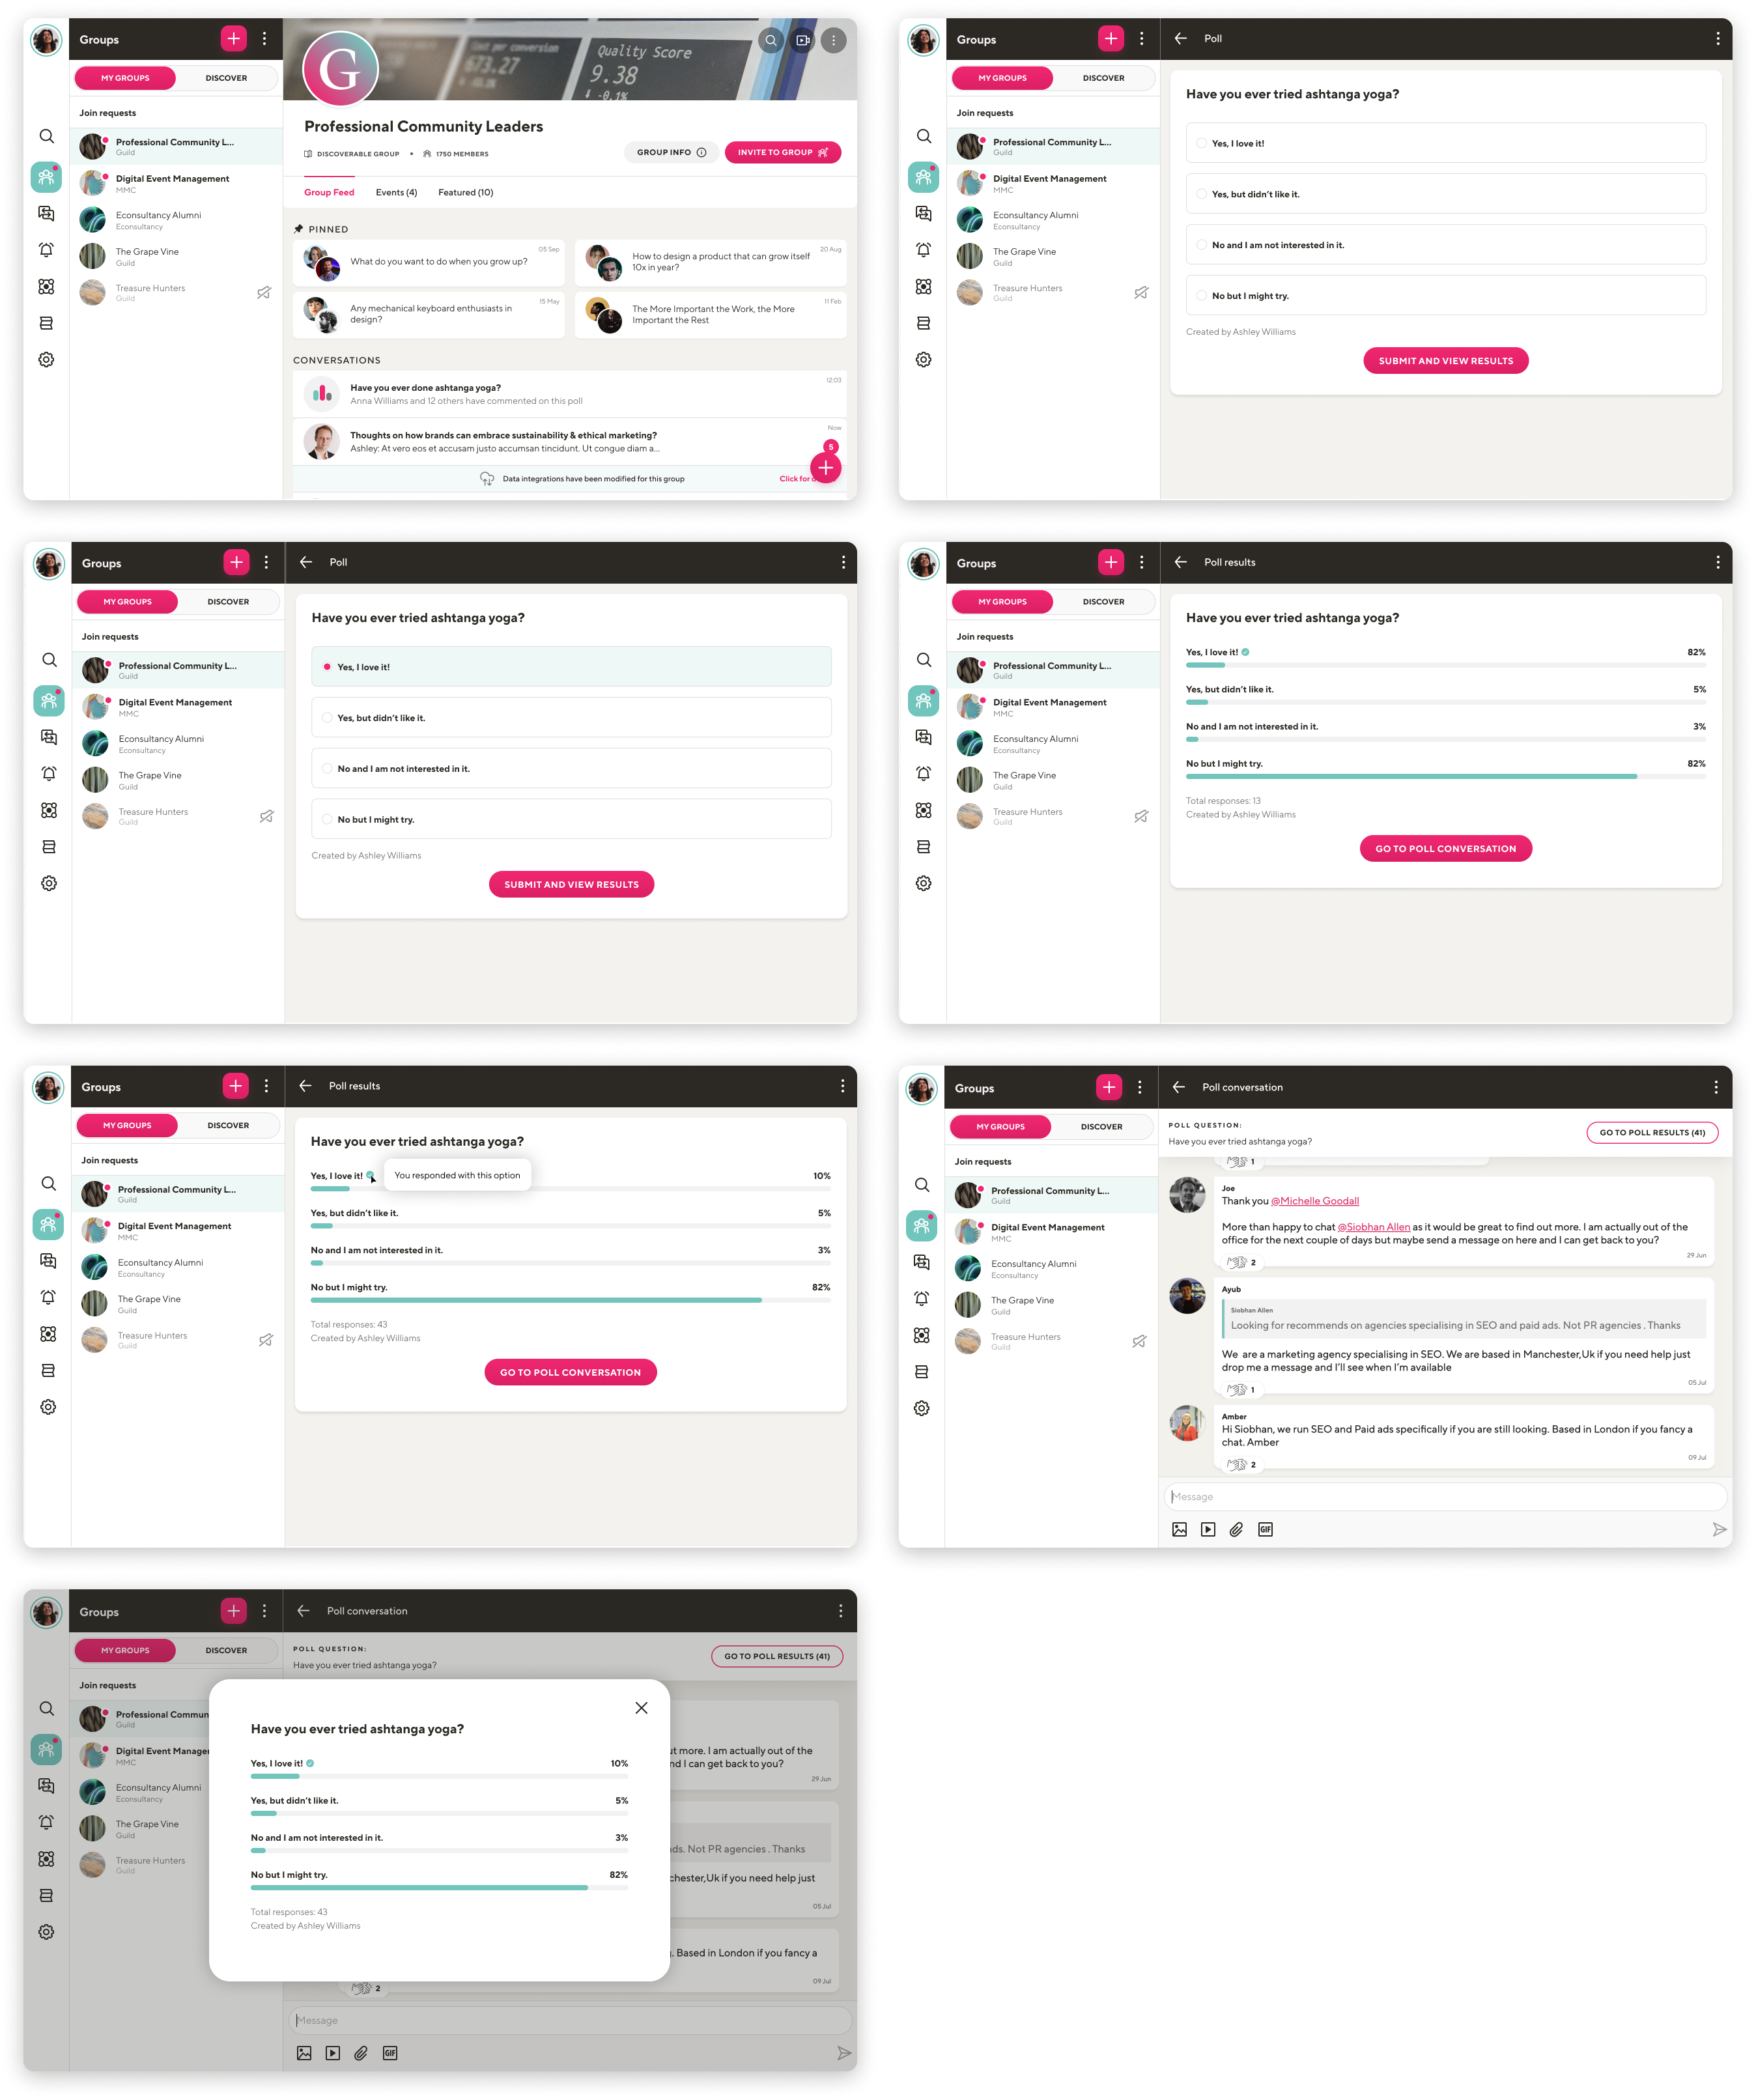 Groups
MY GROUPS
DISCOVER
Join requests
Professional Community L...
Guild
Digital Event Management
MMC
Econsultancy Alumni
Econsultancy
The Grape Vine
Guild
Treasure Hunters
Guild
Cost per conversion
673.27
Quality Score
9.38
-0.1%
G
Professional Community Leaders
DISCOVERABLE GROUP • 1750 MEMBERS
GROUP INFO
INVITE TO GROUP
Group Feed
Events (4)
Featured (10)
PINNED
What do you want to do when you grow up?
05 Sep
How to design a product that can grow itself
10x in year?
20 Aug
Any mechanical keyboard enthusiasts in
design?
15 May
The More Important the Work, the More
Important the Rest
11 Feb
CONVERSATIONS
Have you ever done ashtanga yoga?
12:03
Anna Williams and 12 others have commented on this poll
Thoughts on how brands can embrace sustainability & ethical marketing?
Now
Ashley: At vero eos et accusam justo accumsan tincidunt. Ut congue diam a...
5
Data integrations have been modified for this group
Click for
Groups
MY GROUPS
DISCOVER
Join requests
Professional Community L...
Guild
Digital Event Management
MMC
Econsultancy Alumni
Econsultancy
The Grape Vine
Guild
Treasure Hunters
Guild
Poll
Have you ever tried ashtanga yoga?
Yes, I love it!
Yes, but didn't like it.
No and I am not interested in it.
No but I might try.
Created by Ashley Williams
SUBMIT AND VIEW RESULTS
Groups
MY GROUPS
DISCOVER
Join requests
Professional Community L...
Guild
Digital Event Management
MMC
Econsultancy Alumni
Econsultancy
The Grape Vine
Guild
Treasure Hunters
Guild
Poll
Have you ever tried ashtanga yoga?
Yes, I love it!
Yes, but didn't like it.
No and I am not interested in it.
No but I might try.
Created by Ashley Williams
SUBMIT AND VIEW RESULTS
Groups
MY GROUPS
DISCOVER
Join requests
Professional Community L...
Guild
Digital Event Management
MMC
Econsultancy Alumni
Econsultancy
The Grape Vine
Guild
Treasure Hunters
Guild
Poll results
Have you ever tried ashtanga yoga?
Yes, I love it! 82%
Yes, but didn't like it. 5%
No and I am not interested in it. 3%
No but I might try. 82%
Total responses: 13
Created by Ashley Williams
GO TO POLL CONVERSATION
Groups
MY GROUPS
DISCOVER
Join requests
Professional Community L...
Guild
Digital Event Management
MMC
Econsultancy Alumni
Econsultancy
The Grape Vine
Guild
Treasure Hunters
Guild
Poll results
Have you ever tried ashtanga yoga?
Yes, I love it! You responded with this option 10%
Yes, but didn't like it. 5%
No and I am not interested in it. 3%
No but I might try. 82%
Total responses: 43
Created by Ashley Williams
GO TO POLL CONVERSATION
Groups
MY GROUPS
DISCOVER
Join requests
Professional Community L...
Guild
Digital Event Management
MMC
Econsultancy Alumni
Econsultancy
The Grape Vine
Guild
Treasure Hunters
Guild
Poll conversation
POLL QUESTION:
Have you ever tried ashtanga yoga?
GO TO POLL RESULTS (41)
1
Joe
Thank you @Michelle Goodall
More than happy to chat @Siobhan Allen as it would be great to find out more. I am actually out of the
office for the next couple of days but maybe send a message on here and I can get back to you?
29 Jun
2
Ayub
Siobhan Allen
Looking for recommends on agencies specialising in SEO and paid ads. Not PR agencies . Thanks
We are a marketing agency specialising in SEO. We are based in Manchester,Uk if you need help just
drop me a message and I'll see when I'm available
05 Jul
1
Amber
Hi Siobhan, we run SEO and Paid ads specifically if you are still looking. Based in London if you fancy a
chat. Amber
09 Jul
2
Message
GIF
Groups
MY GROUPS
DISCOVER
Join requests
Professional Commun
Guild
Digital Event Manager
MMC
Econsultancy Alumni
Econsultancy
The Grape Vine
Guild
Treasure Hunters
Guild
Poll conversation
POLL QUESTION:
Have you ever tried ashtanga yoga?
GO TO POLL RESULTS (41)
Have you ever tried ashtanga yoga?
Yes, I love it! 10%
Yes, but didn't like it. 5%
No and I am not interested in it. 3%
No but I might try. 82%
Total responses: 43
Created by Ashley Williams
ut more. I am actually out of the
nd I can get back to you?
29 Jun
ads. Not PR agencies . Thanks
chester,Uk if you need help just
05 Jul
. Based in London if you fancy a
09 Jul
2
Message
GIF